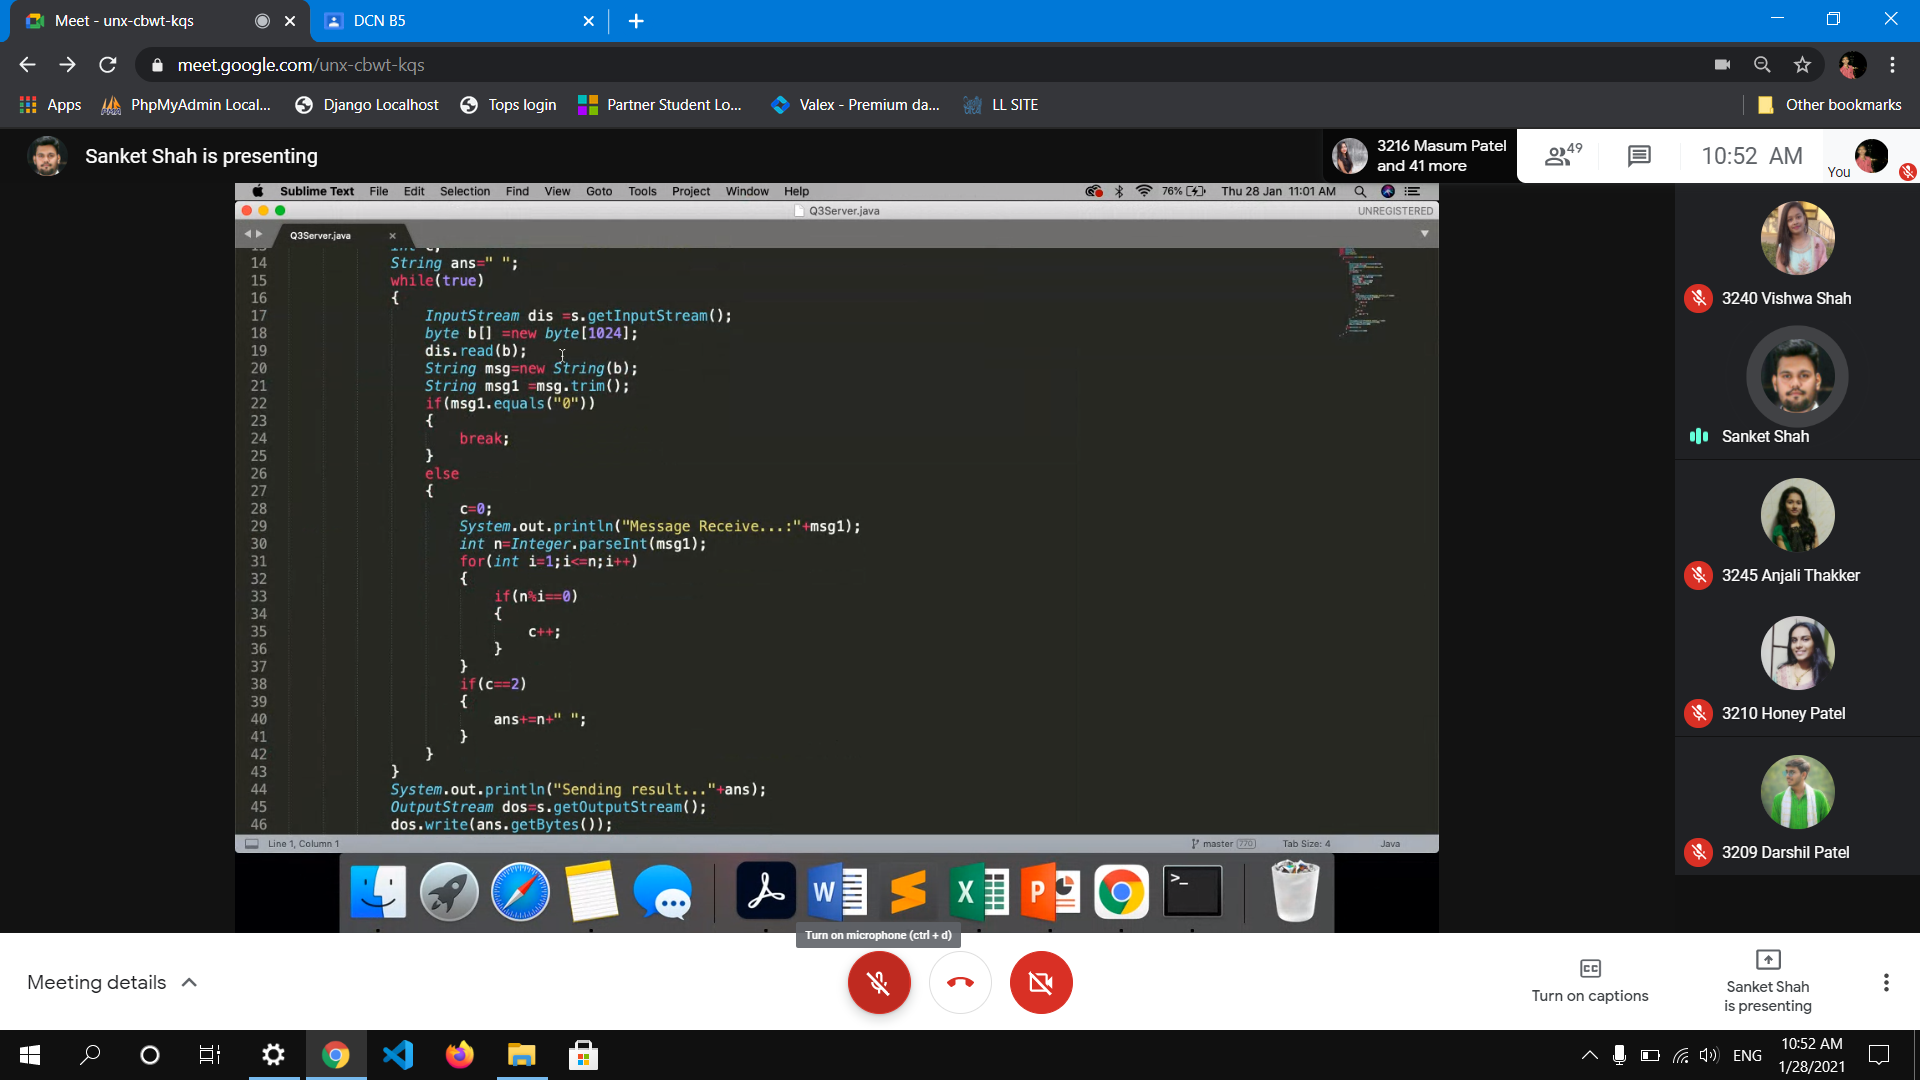 Meet - unx-cbwt-kqs
DCN B5
meet.google.com/unx-cbwt-kqs
Apps
PhpMyAdmin Local...
Django Localhost
Tops login
Partner Student Lo...
Valex - Premium da...
LL SITE
Other bookmarks
Sanket Shah is presenting
3216 Masum Patel
and 41 more
49
10:52 AM
You
Sublime Text File Edit Selection Find View Goto Tools Project Window Help
76% Thu 28 Jan 11:01 AM
Q3Server.java
UNREGISTERED
Q3Server.java
14 String ans=" ";
15 while(true)
16 {
17 InputStream dis =s.getInputStream();
18 byte b[] =new byte[1024];
19 dis.read(b);
20 String msg=new String(b);
21 String msg1 =msg.trim();
22 if(msg1.equals("0"))
23 {
24 break;
25 }
26 else
27 {
28 c=0;
29 System.out.println("Message Receive...:"+msg1);
30 int n=Integer.parseInt(msg1);
31 for(int i=1;i<=n;i++)
32 {
33 if(n%i==0)
34 {
35 c++;
36 }
37 }
38 if(c==2)
39 {
40 ans+=n+" ";
41 }
42 }
43 }
44 System.out.println("Sending result..."+ans);
45 OutputStream dos=s.getOutputStream();
46 dos.write(ans.getBytes());
Line 1, Column 1
master 770
Tab Size: 4
Java
3240 Vishwa Shah
Sanket Shah
3245 Anjali Thakker
3210 Honey Patel
3209 Darshil Patel
Turn on microphone (ctrl + d)
Meeting details
Turn on captions
Sanket Shah
is presenting
ENG
10:52 AM
1/28/2021